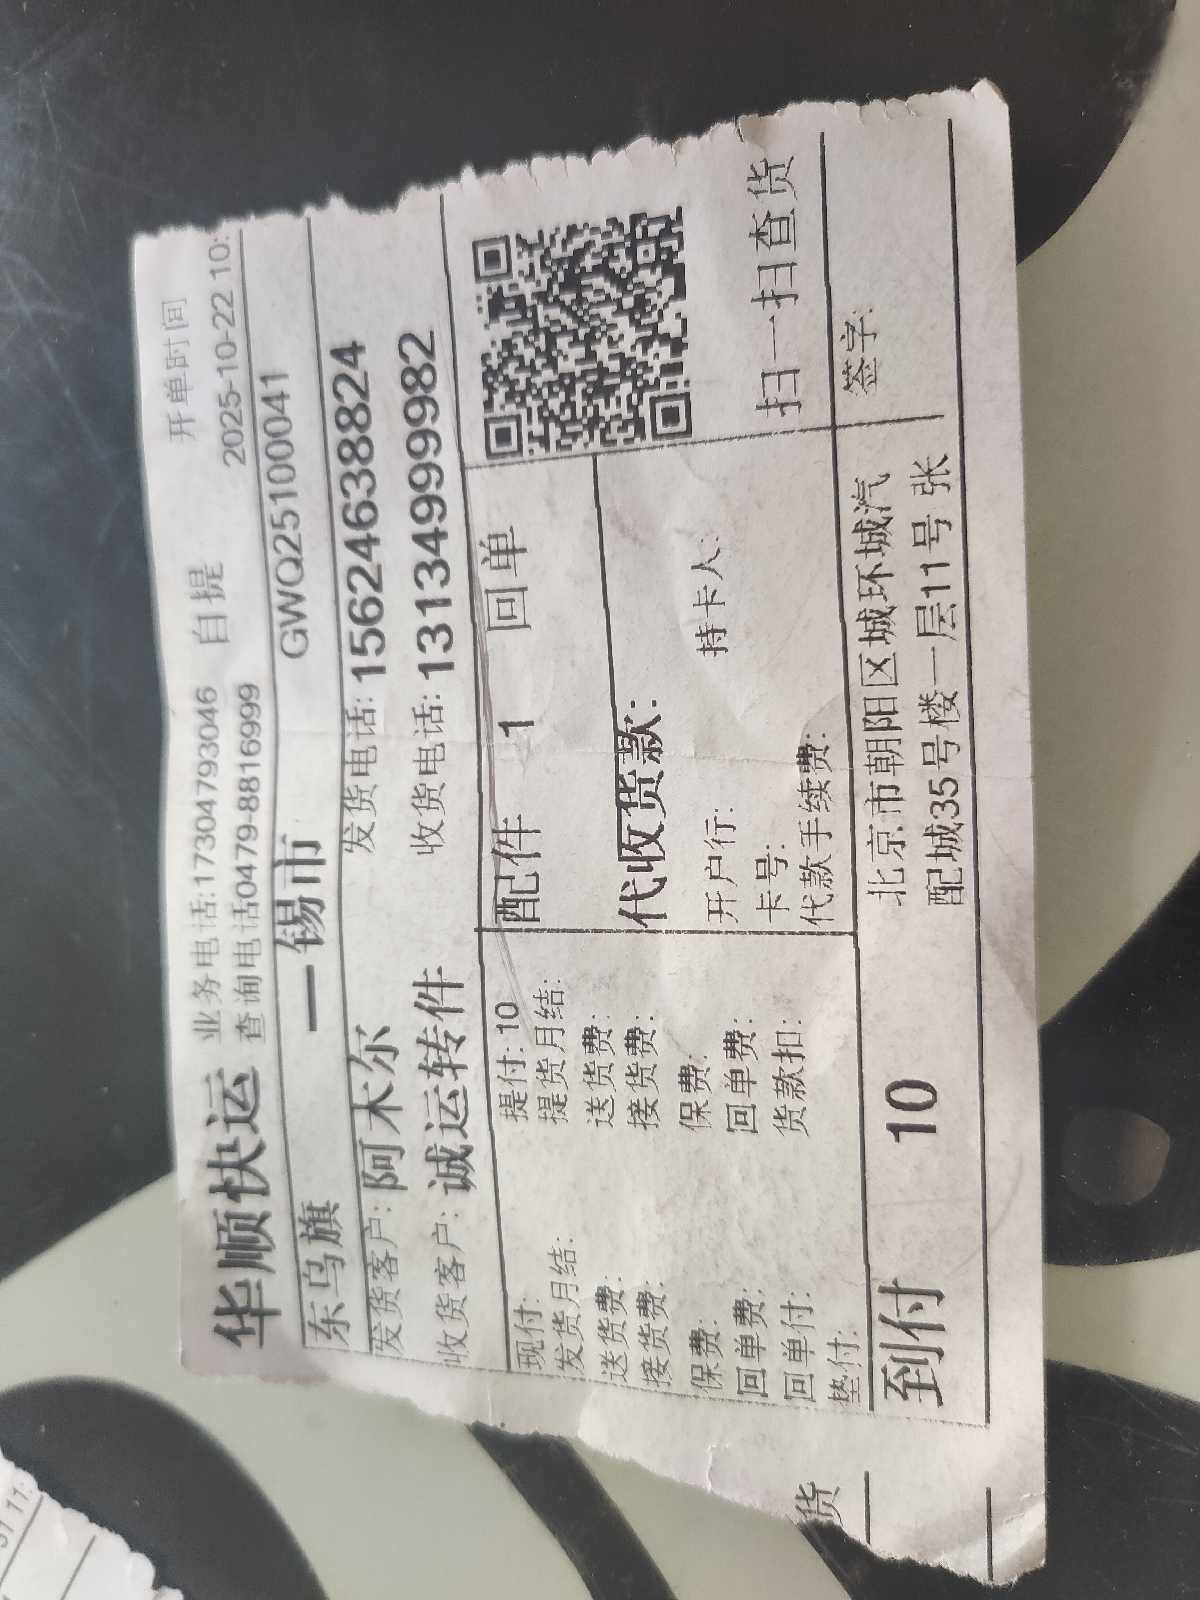 华顺快运 业务电话:17304793046 自提 开单时间
查询电话0479-8816999 2025-10-22 10:
东乌旗 —锡市 GWQ25100041
发货客户: 阿木尔 发货电话: 15624638824
收货客户: 诚运转件 收货电话: 13134999982
现付: 提付: 10 配件 1 回单
发货月结: 提货月结:
送货费: 送货费: 代收货款:
接货费: 接货费:
保费: 保费: 开户行: 持卡人:
回单费: 回单费: 卡号:
回单付: 货款扣: 代款手续费:
垫付: 扫一扫查货
到付 10 北京市朝阳区城环城汽 签字:
配城35号楼一层11号 张
货
11: